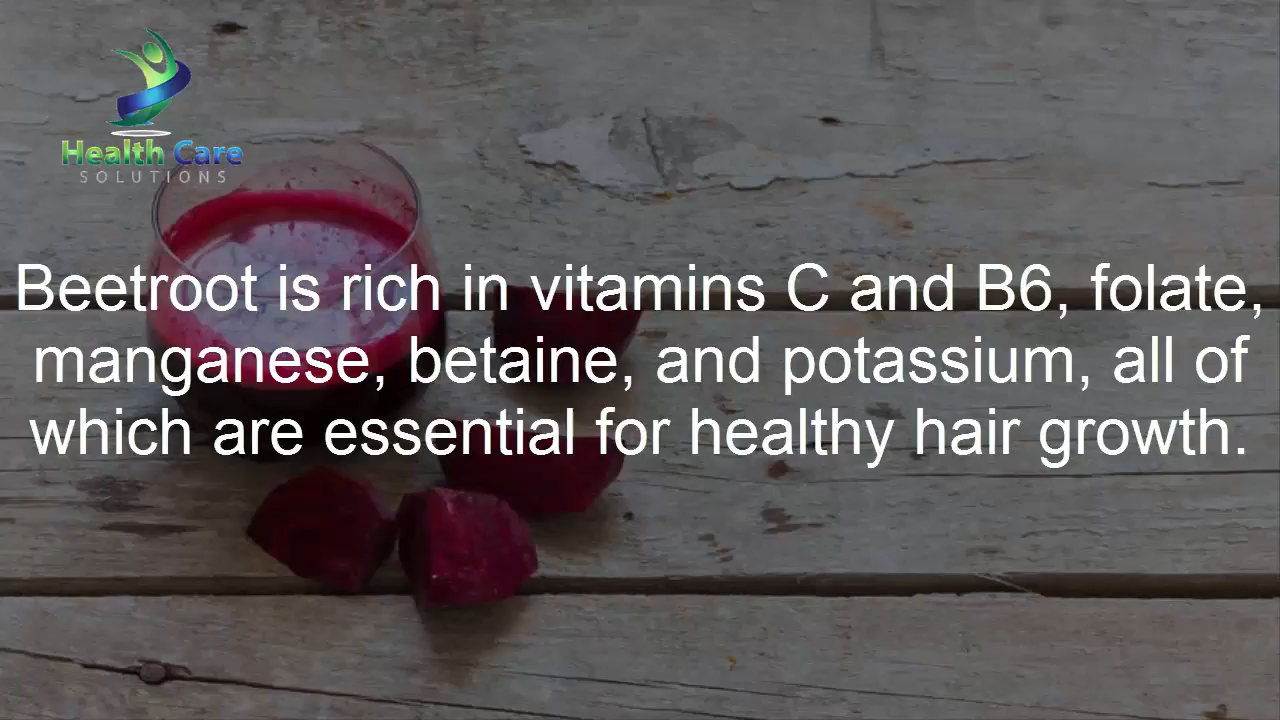 Health Care
SOLUTIONS
Beetroot is rich in vitamins C and B6, folate,
manganese, betaine, and potassium, all of
which are essential for healthy hair growth.